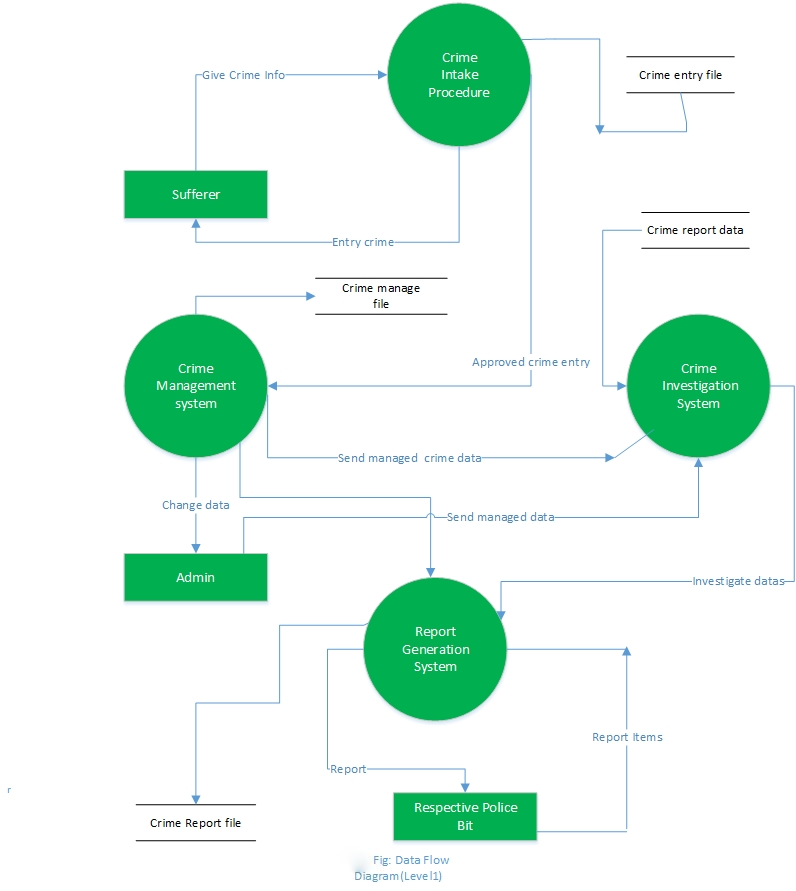 Crime
Intake
Procedure
Give Crime Info
Crime entry file
Sufferer
Entry crime
Crime report data
Crime manage
file
Approved crime entry
Crime
Management
system
Crime
Investigation
System
Send managed crime data
Change data
Send managed data
Admin
Investigate datas
Report
Generation
System
Report Items
Report
r
Crime Report file
Respective Police
Bit
Fig: Data Flow
Diagram(Level1)